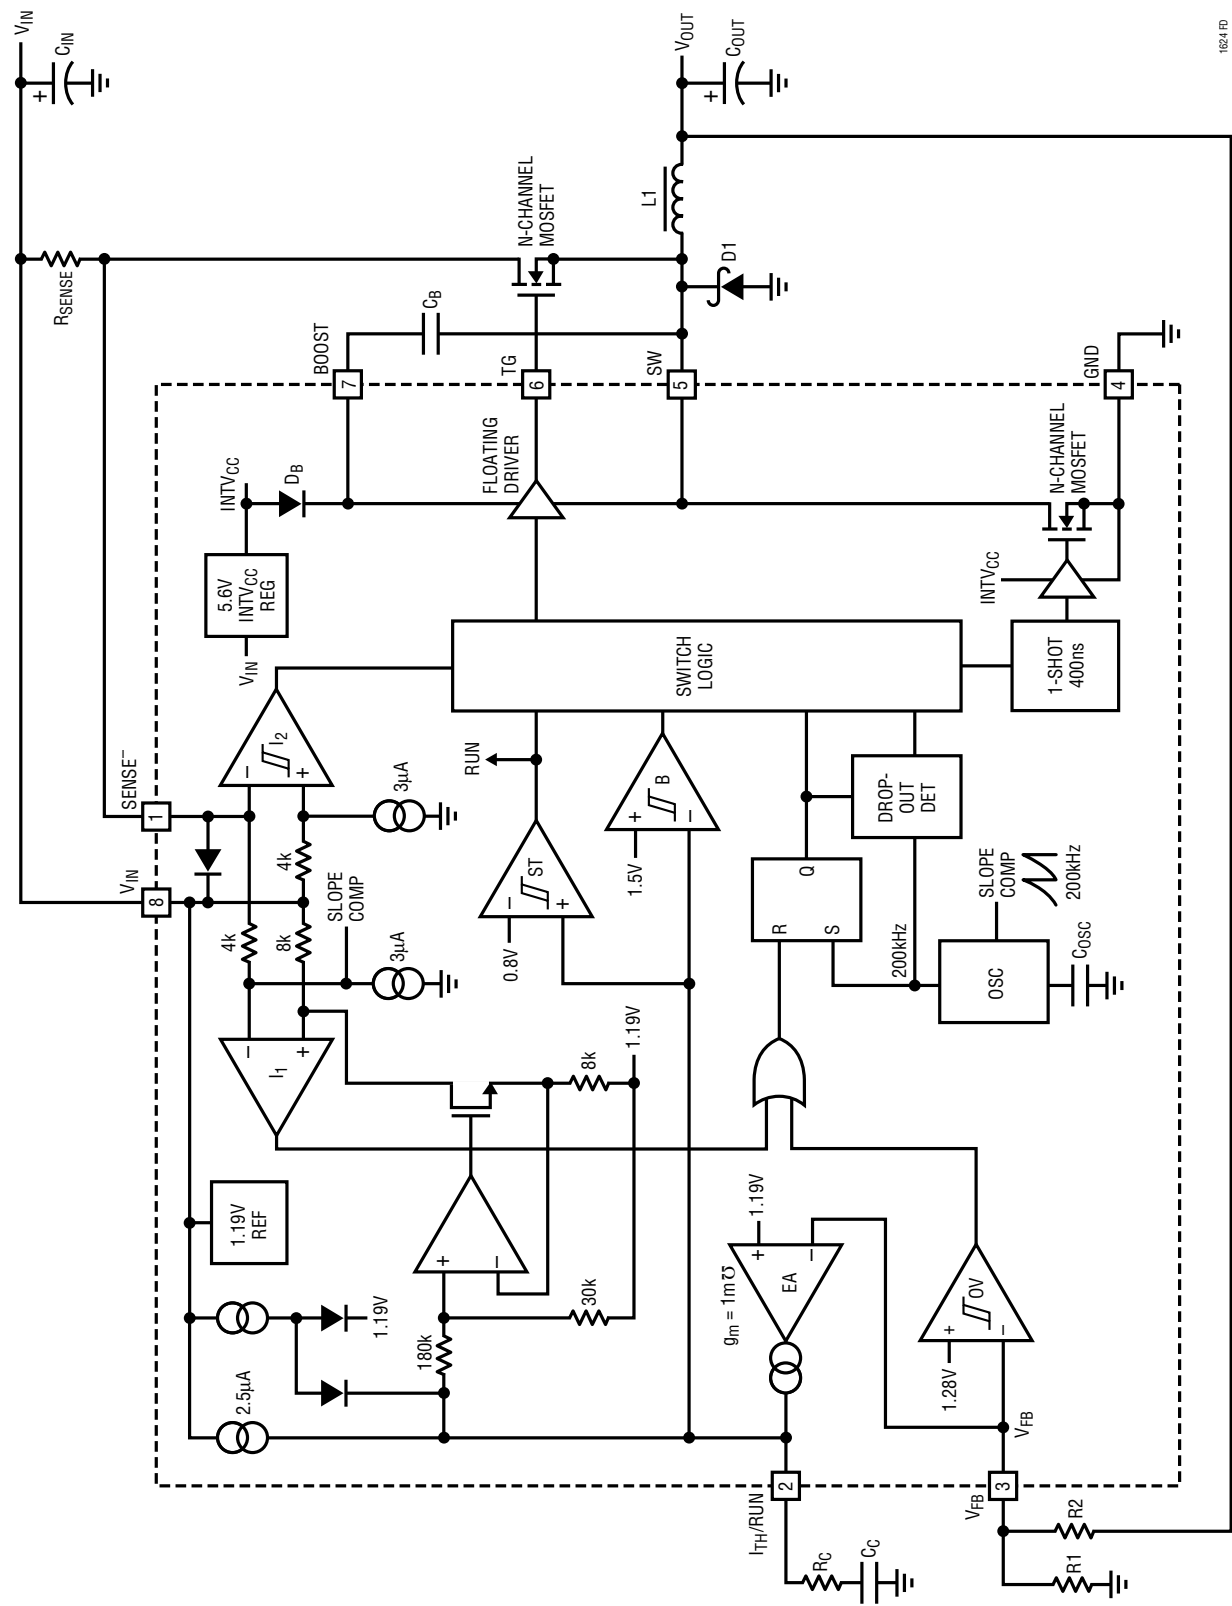 VIN
+
CIN
RSENSE
SENSE–
1
VIN
8
BOOST
7
CB
TG
6
N-CHANNEL
MOSFET
SW
5
D1
L1
VOUT
+
COUT
GND
4
5.6V
INTVCC
REG
VIN
INTVCC
DB
FLOATING
DRIVER
I2
–
+
3µA
4k
4k
8k
SLOPE
COMP
3µA
I1
–
+
1.19V
REF
2.5µA
1.19V
180k
30k
+
–
8k
1.19V
RUN
ST
–
+
0.8V
B
+
–
1.5V
SWITCH
LOGIC
DROP-
OUT
DET
R
S
Q
200kHz
OSC
COSC
SLOPE
COMP
200kHz
1-SHOT
400ns
INTVCC
N-CHANNEL
MOSFET
gm = 1m℧
EA
+
–
1.19V
OV
+
–
1.28V
VFB
ITH/RUN
2
RC
CC
VFB
3
R1
R2
1624 FD